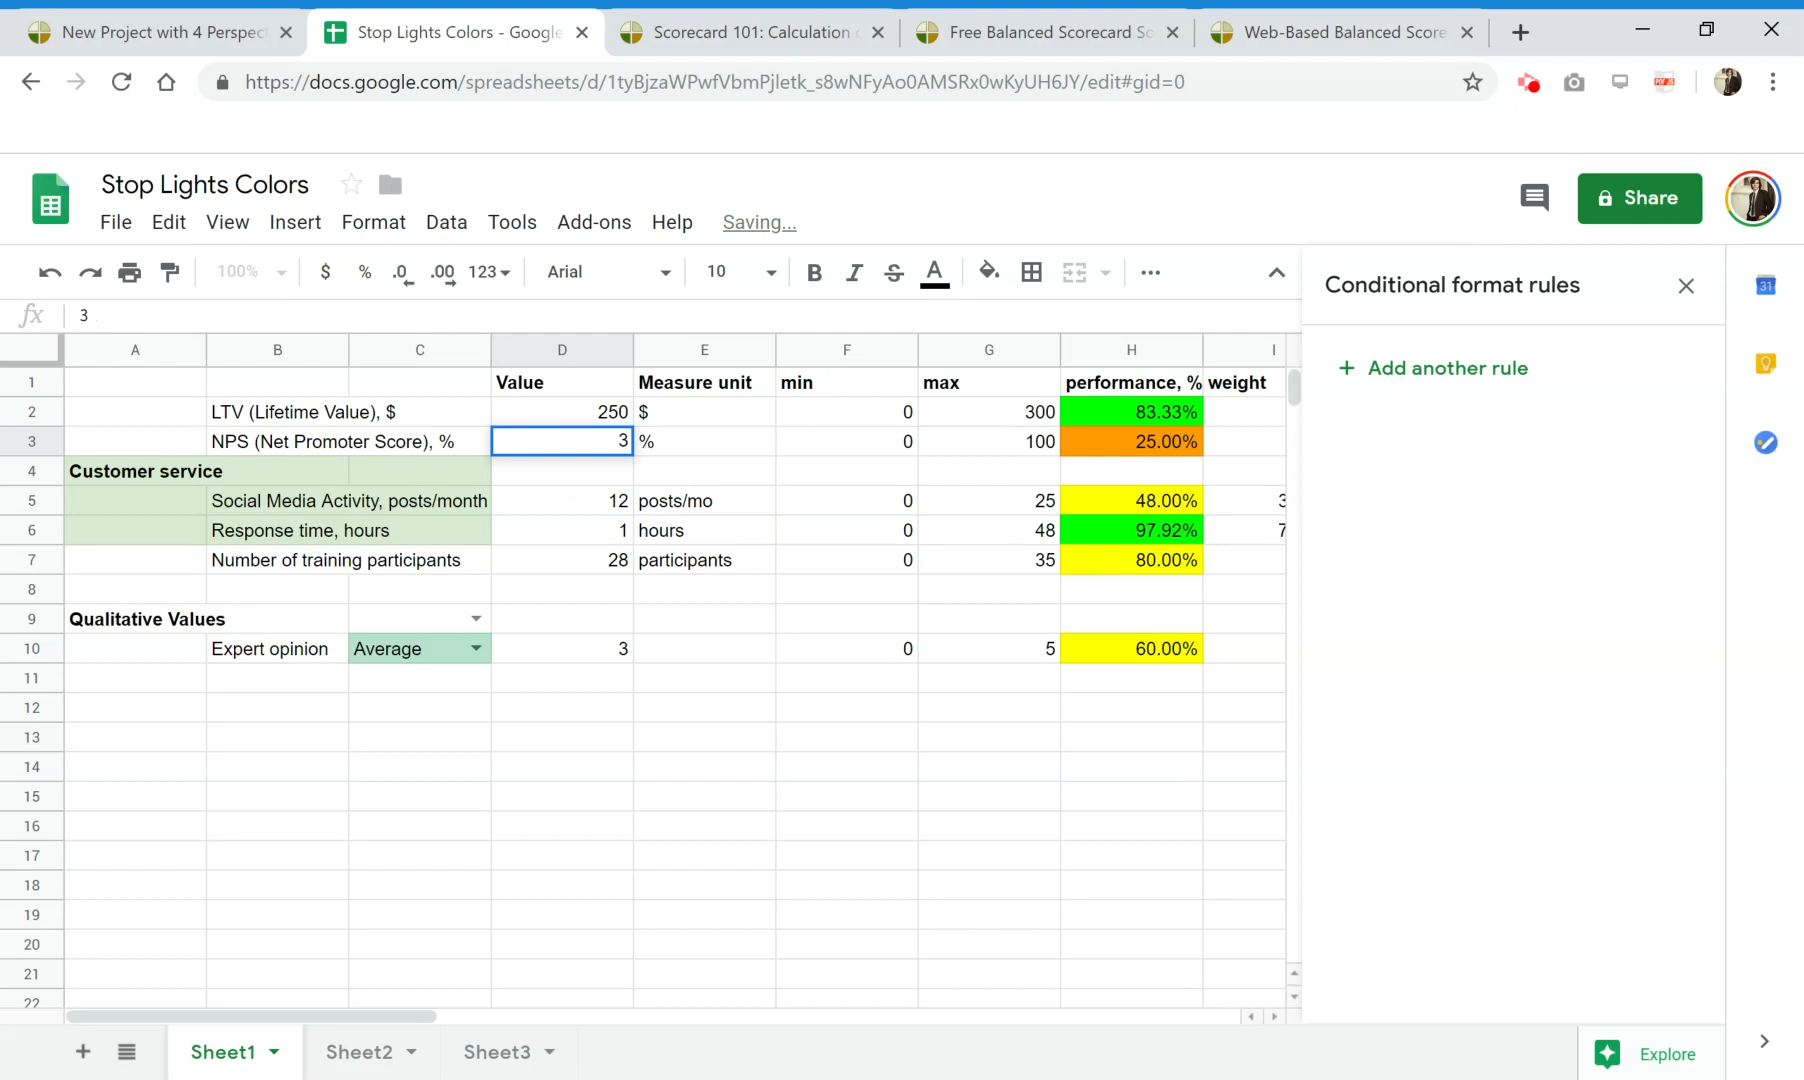 New Project with 4 Perspect
Stop Lights Colors - Google
Scorecard 101: Calculation
Free Balanced Scorecard So
Web-Based Balanced Score
https://docs.google.com/spreadsheets/d/1tyBjzaWPwfVbmPjletk_s8wNFyAo0AMSRx0wKyUH6JY/edit#gid=0
Stop Lights Colors
Share
File Edit View Insert Format Data Tools Add-ons Help Saving...
100% $ % .0 .00 123 Arial 10 B I S A
Conditional format rules
31
fx 3
+ Add another rule
A B C D E F G H I
1 Value Measure unit min max performance, % weight
2 LTV (Lifetime Value), $ 250 $ 0 300 83.33%
3 NPS (Net Promoter Score), % 3 % 0 100 25.00%
4 Customer service
5 Social Media Activity, posts/month 12 posts/mo 0 25 48.00% 3
6 Response time, hours 1 hours 0 48 97.92% 7
7 Number of training participants 28 participants 0 35 80.00%
8
9 Qualitative Values
10 Expert opinion Average 3 0 5 60.00%
11
12
13
14
15
16
17
18
19
20
21
22
Sheet1 Sheet2 Sheet3
Explore